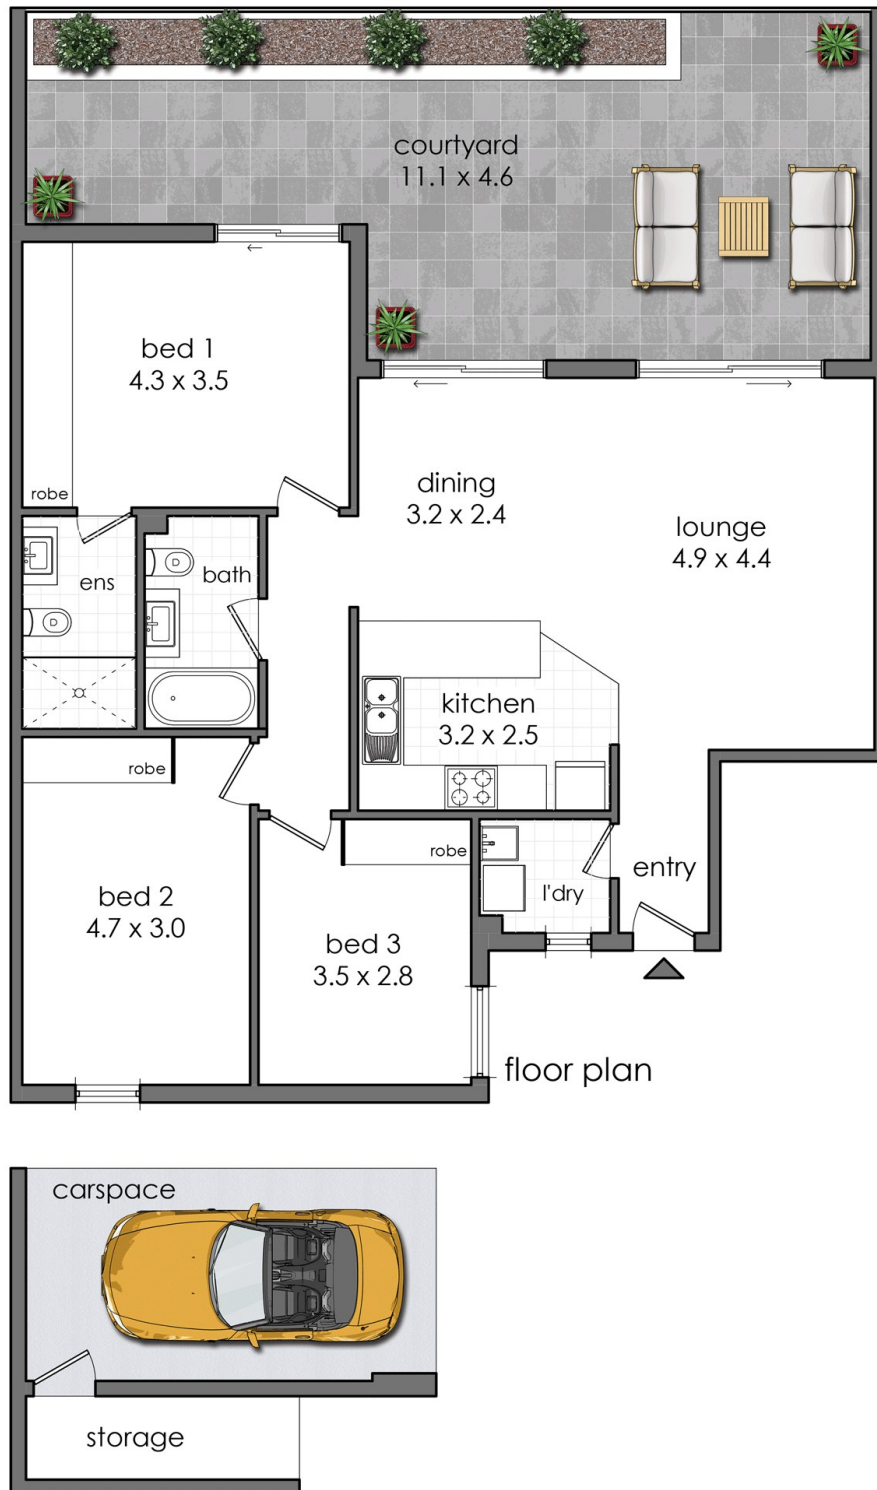 courtyard
11.1 x 4.6
bed 1
4.3 x 3.5
robe
dining
3.2 x 2.4
lounge
4.9 x 4.4
ens
bath
kitchen
3.2 x 2.5
robe
bed 2
4.7 x 3.0
robe
bed 3
3.5 x 2.8
l'dry
entry
floor plan
carspace
storage